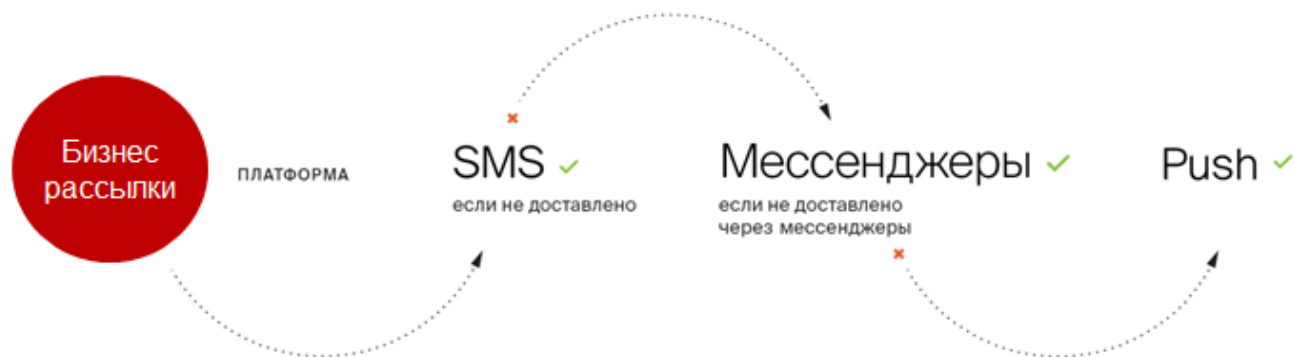 Бизнес
рассылки
ПЛАТФОРМА
SMS
если не доставлено
Мессенджеры
если не доставлено
через мессенджеры
Push